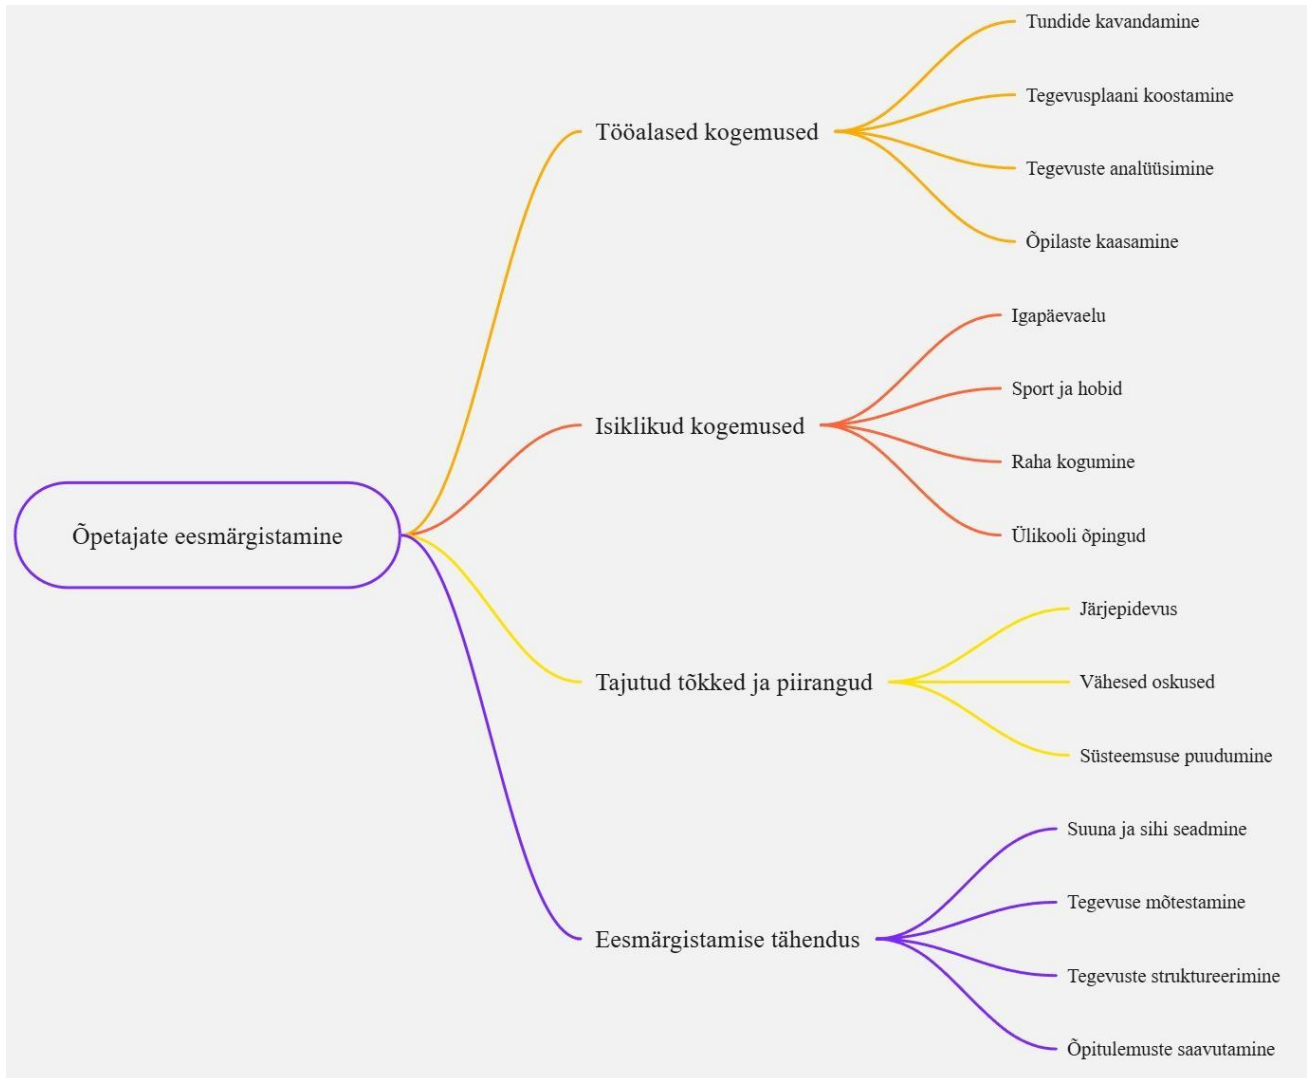 Õpetajate eesmärgistamine
Tööalased kogemused
Tundide kavandamine
Tegevusplaani koostamine
Tegevuste analüüsimine
Õpilaste kaasamine
Isiklikud kogemused
Igapäevaelu
Sport ja hobid
Raha kogumine
Ülikooli õpingud
Tajutud tõkked ja piirangud
Järjepidevus
Vähesed oskused
Süsteemsuse puudumine
Eesmärgistamise tähendus
Suuna ja sihi seadmine
Tegevuse mõtestamine
Tegevuste struktureerimine
Õpitulemuste saavutamine